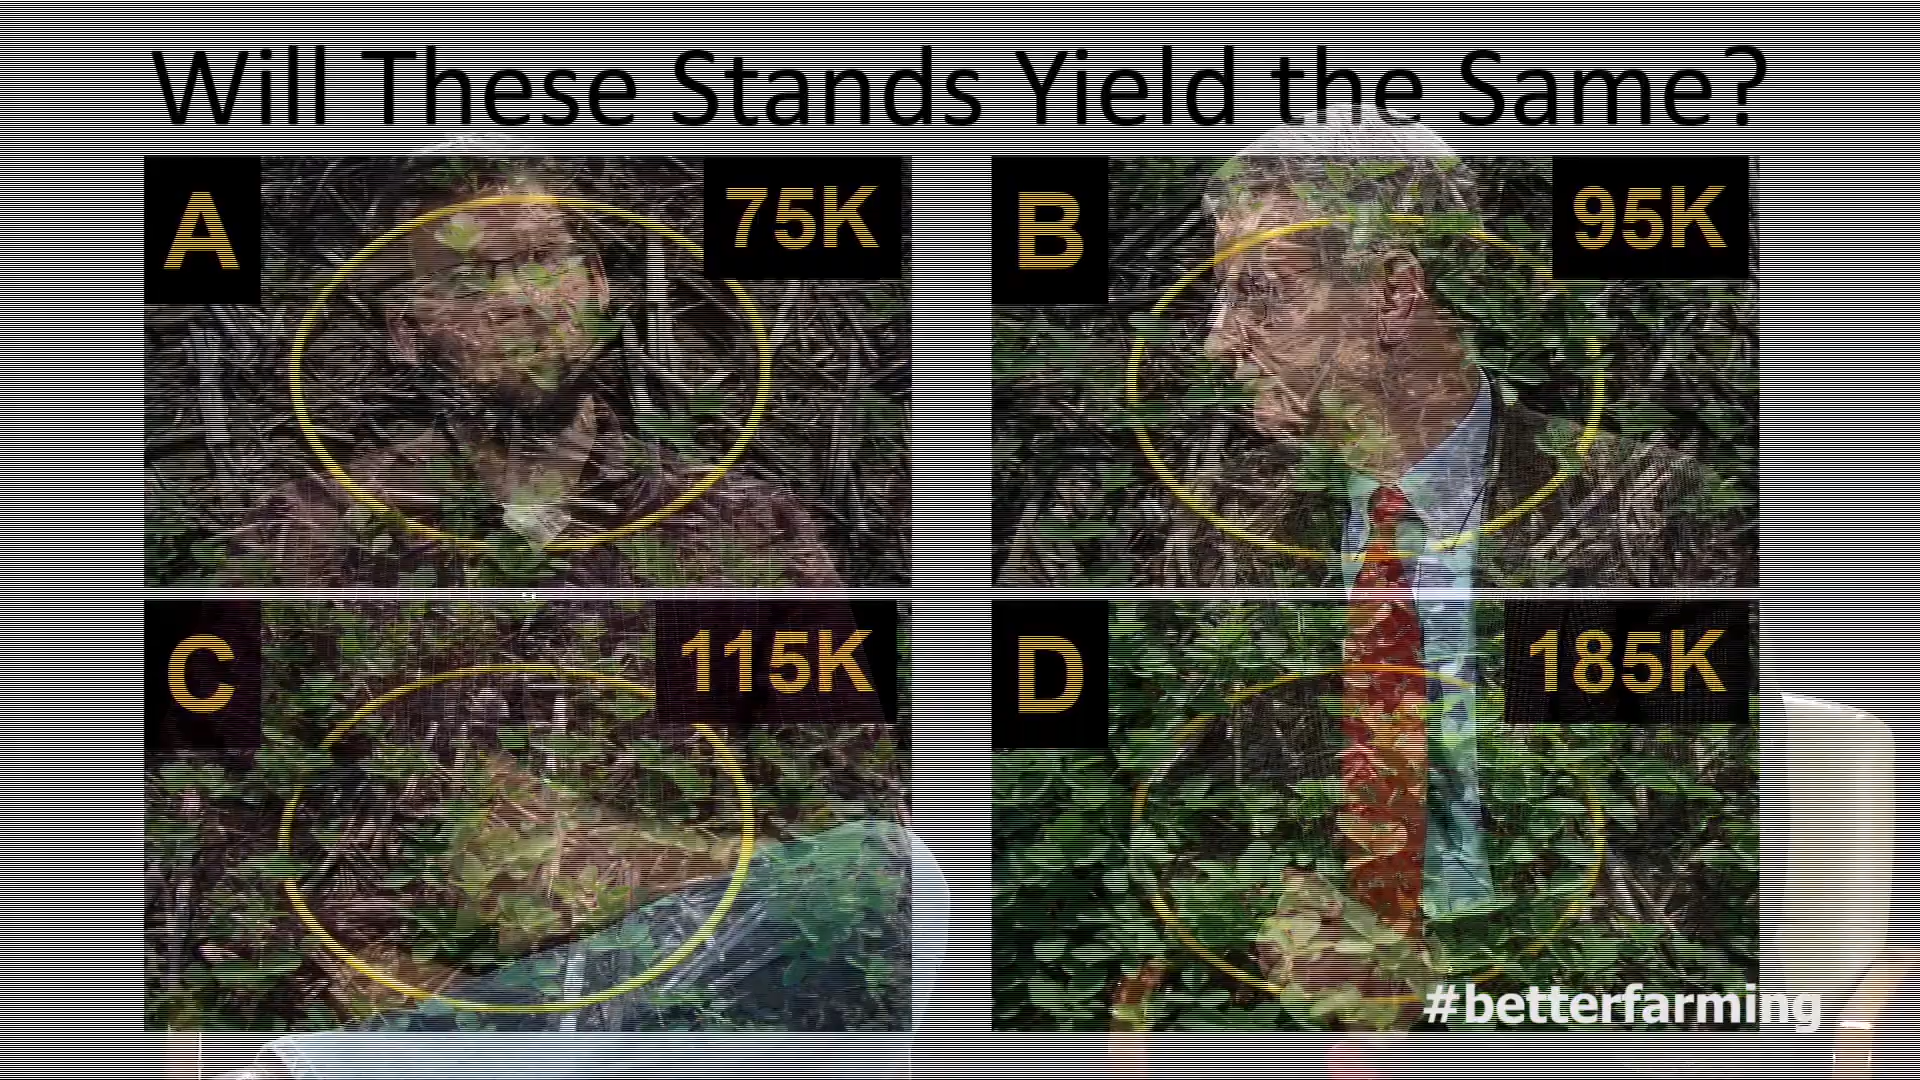 Will These Stands Yield the Same?
A
75K
B
95K
C
115K
D
185K
#betterfarming